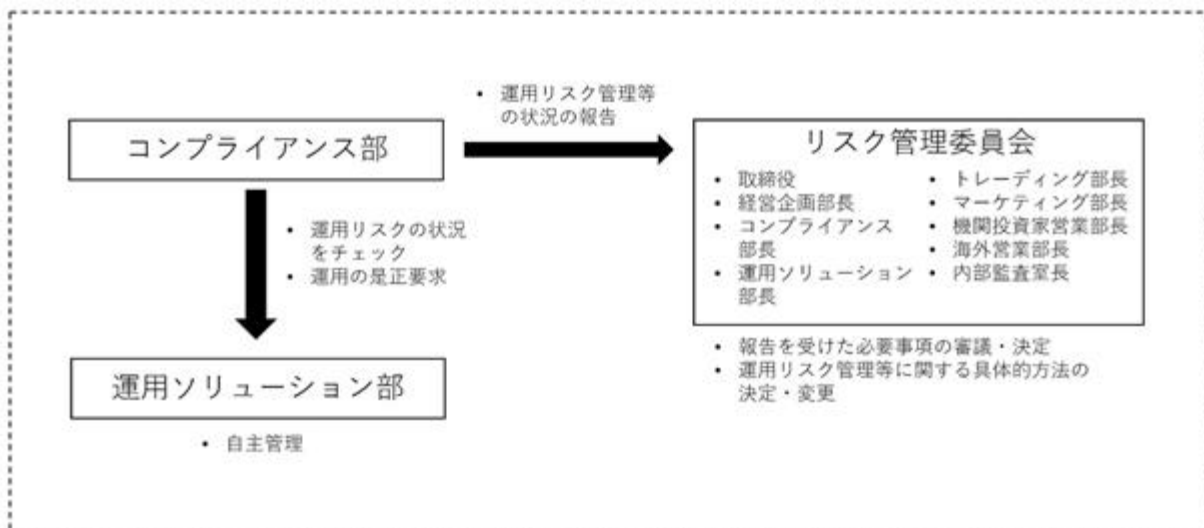 • 運用リスク管理等
の状況の報告
コンプライアンス部
リスク管理委員会
• 取締役
• 経営企画部長
• コンプライアンス
部長
• 運用ソリューション
部長
• トレーディング部長
• マーケティング部長
• 機関投資家営業部長
• 海外営業部長
• 内部監査室長
• 運用リスクの状況
をチェック
• 運用の是正要求
• 報告を受けた必要事項の審議・決定
• 運用リスク管理等に関する具体的方法の
決定・変更
運用ソリューション部
• 自主管理